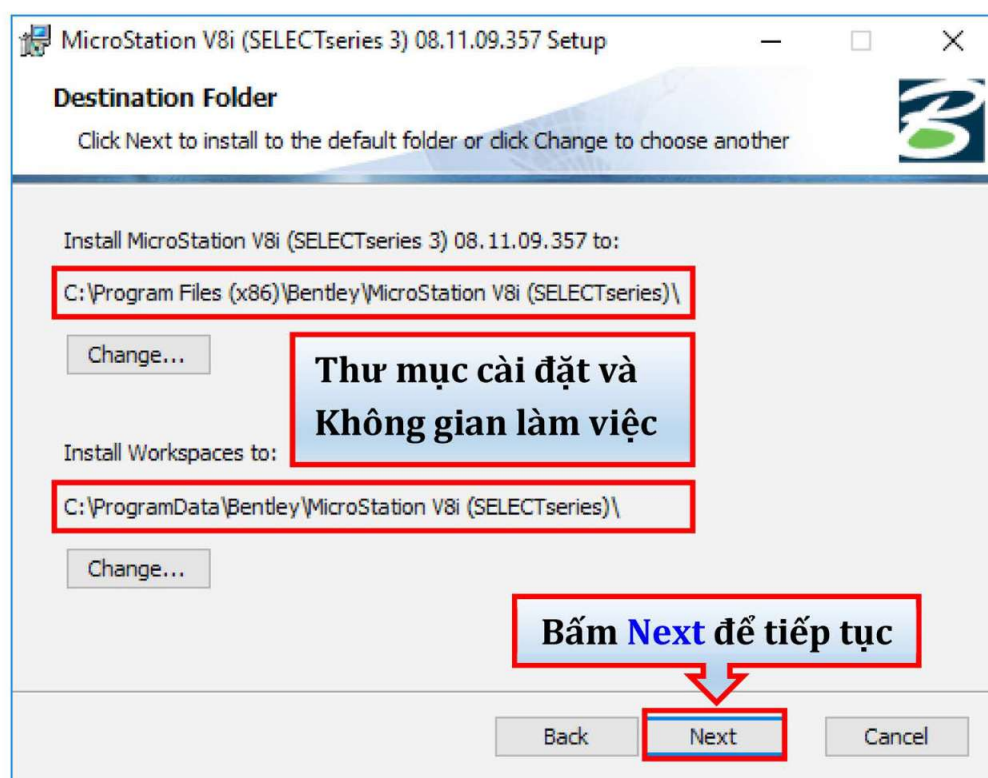 MicroStation V8i (SELECTseries 3) 08.11.09.357 Setup
Destination Folder
Click Next to install to the default folder or click Change to choose another
Install MicroStation V8i (SELECTseries 3) 08.11.09.357 to:
C:\Program Files (x86)\Bentley\MicroStation V8i (SELECTseries)\
Change...
Thư mục cài đặt và
Không gian làm việc
Install Workspaces to:
C:\ProgramData\Bentley\MicroStation V8i (SELECTseries)\
Change...
Bấm Next để tiếp tục
Back
Next
Cancel